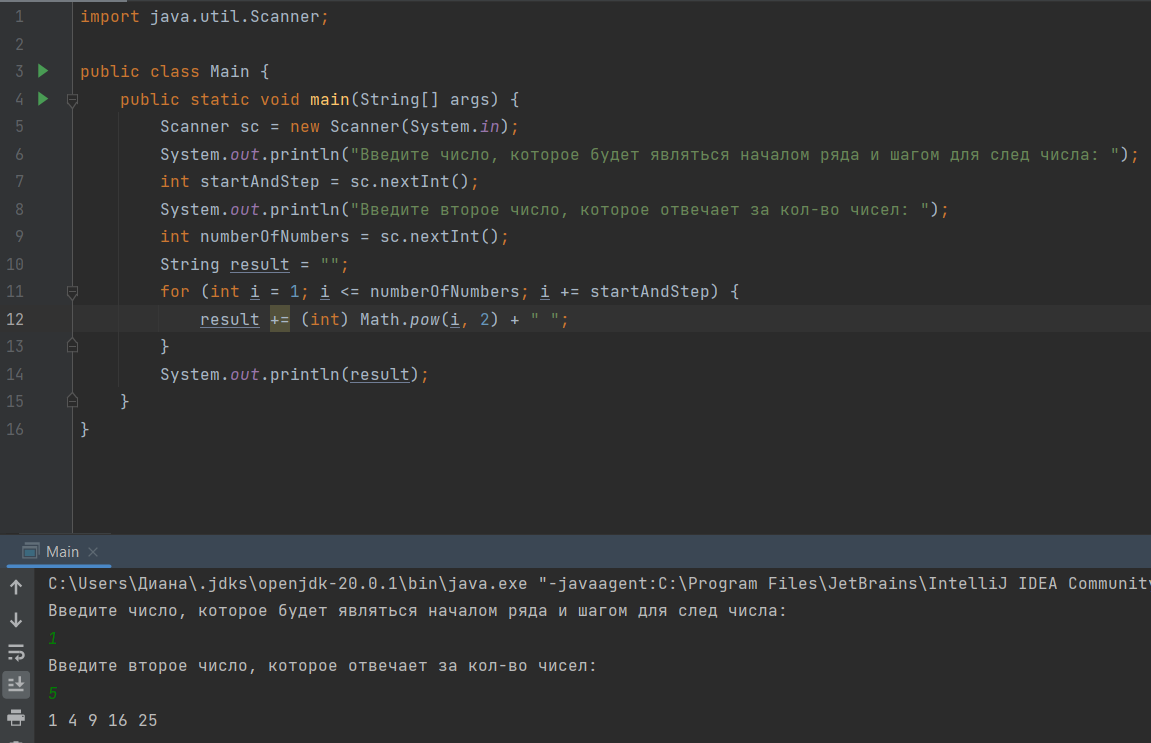 1 import java.util.Scanner;
2
3 public class Main {
4 public static void main(String[] args) {
5 Scanner sc = new Scanner(System.in);
6 System.out.println("Введите число, которое будет являться началом ряда и шагом для след числа: ");
7 int startAndStep = sc.nextInt();
8 System.out.println("Введите второе число, которое отвечает за кол-во чисел: ");
9 int numberOfNumbers = sc.nextInt();
10 String result = "";
11 for (int i = 1; i <= numberOfNumbers; i += startAndStep) {
12 result += (int) Math.pow(i, 2) + " ";
13 }
14 System.out.println(result);
15 }
16 }
Main
C:\Users\Диана\.jdks\openjdk-20.0.1\bin\java.exe "-javaagent:C:\Program Files\JetBrains\IntelliJ IDEA Community
Введите число, которое будет являться началом ряда и шагом для след числа:
1
Введите второе число, которое отвечает за кол-во чисел:
5
1 4 9 16 25